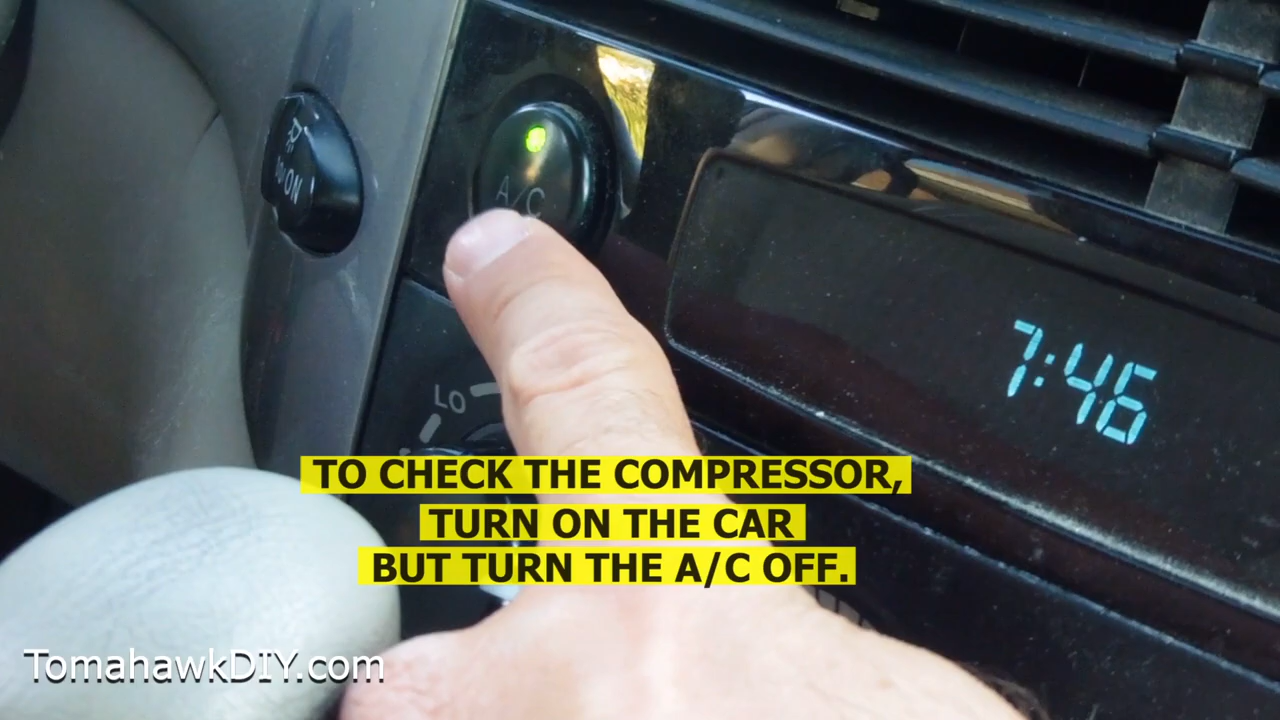 A/C
7:46
LO
TO CHECK THE COMPRESSOR,
TURN ON THE CAR
BUT TURN THE A/C OFF.
TomahawkDIY.com